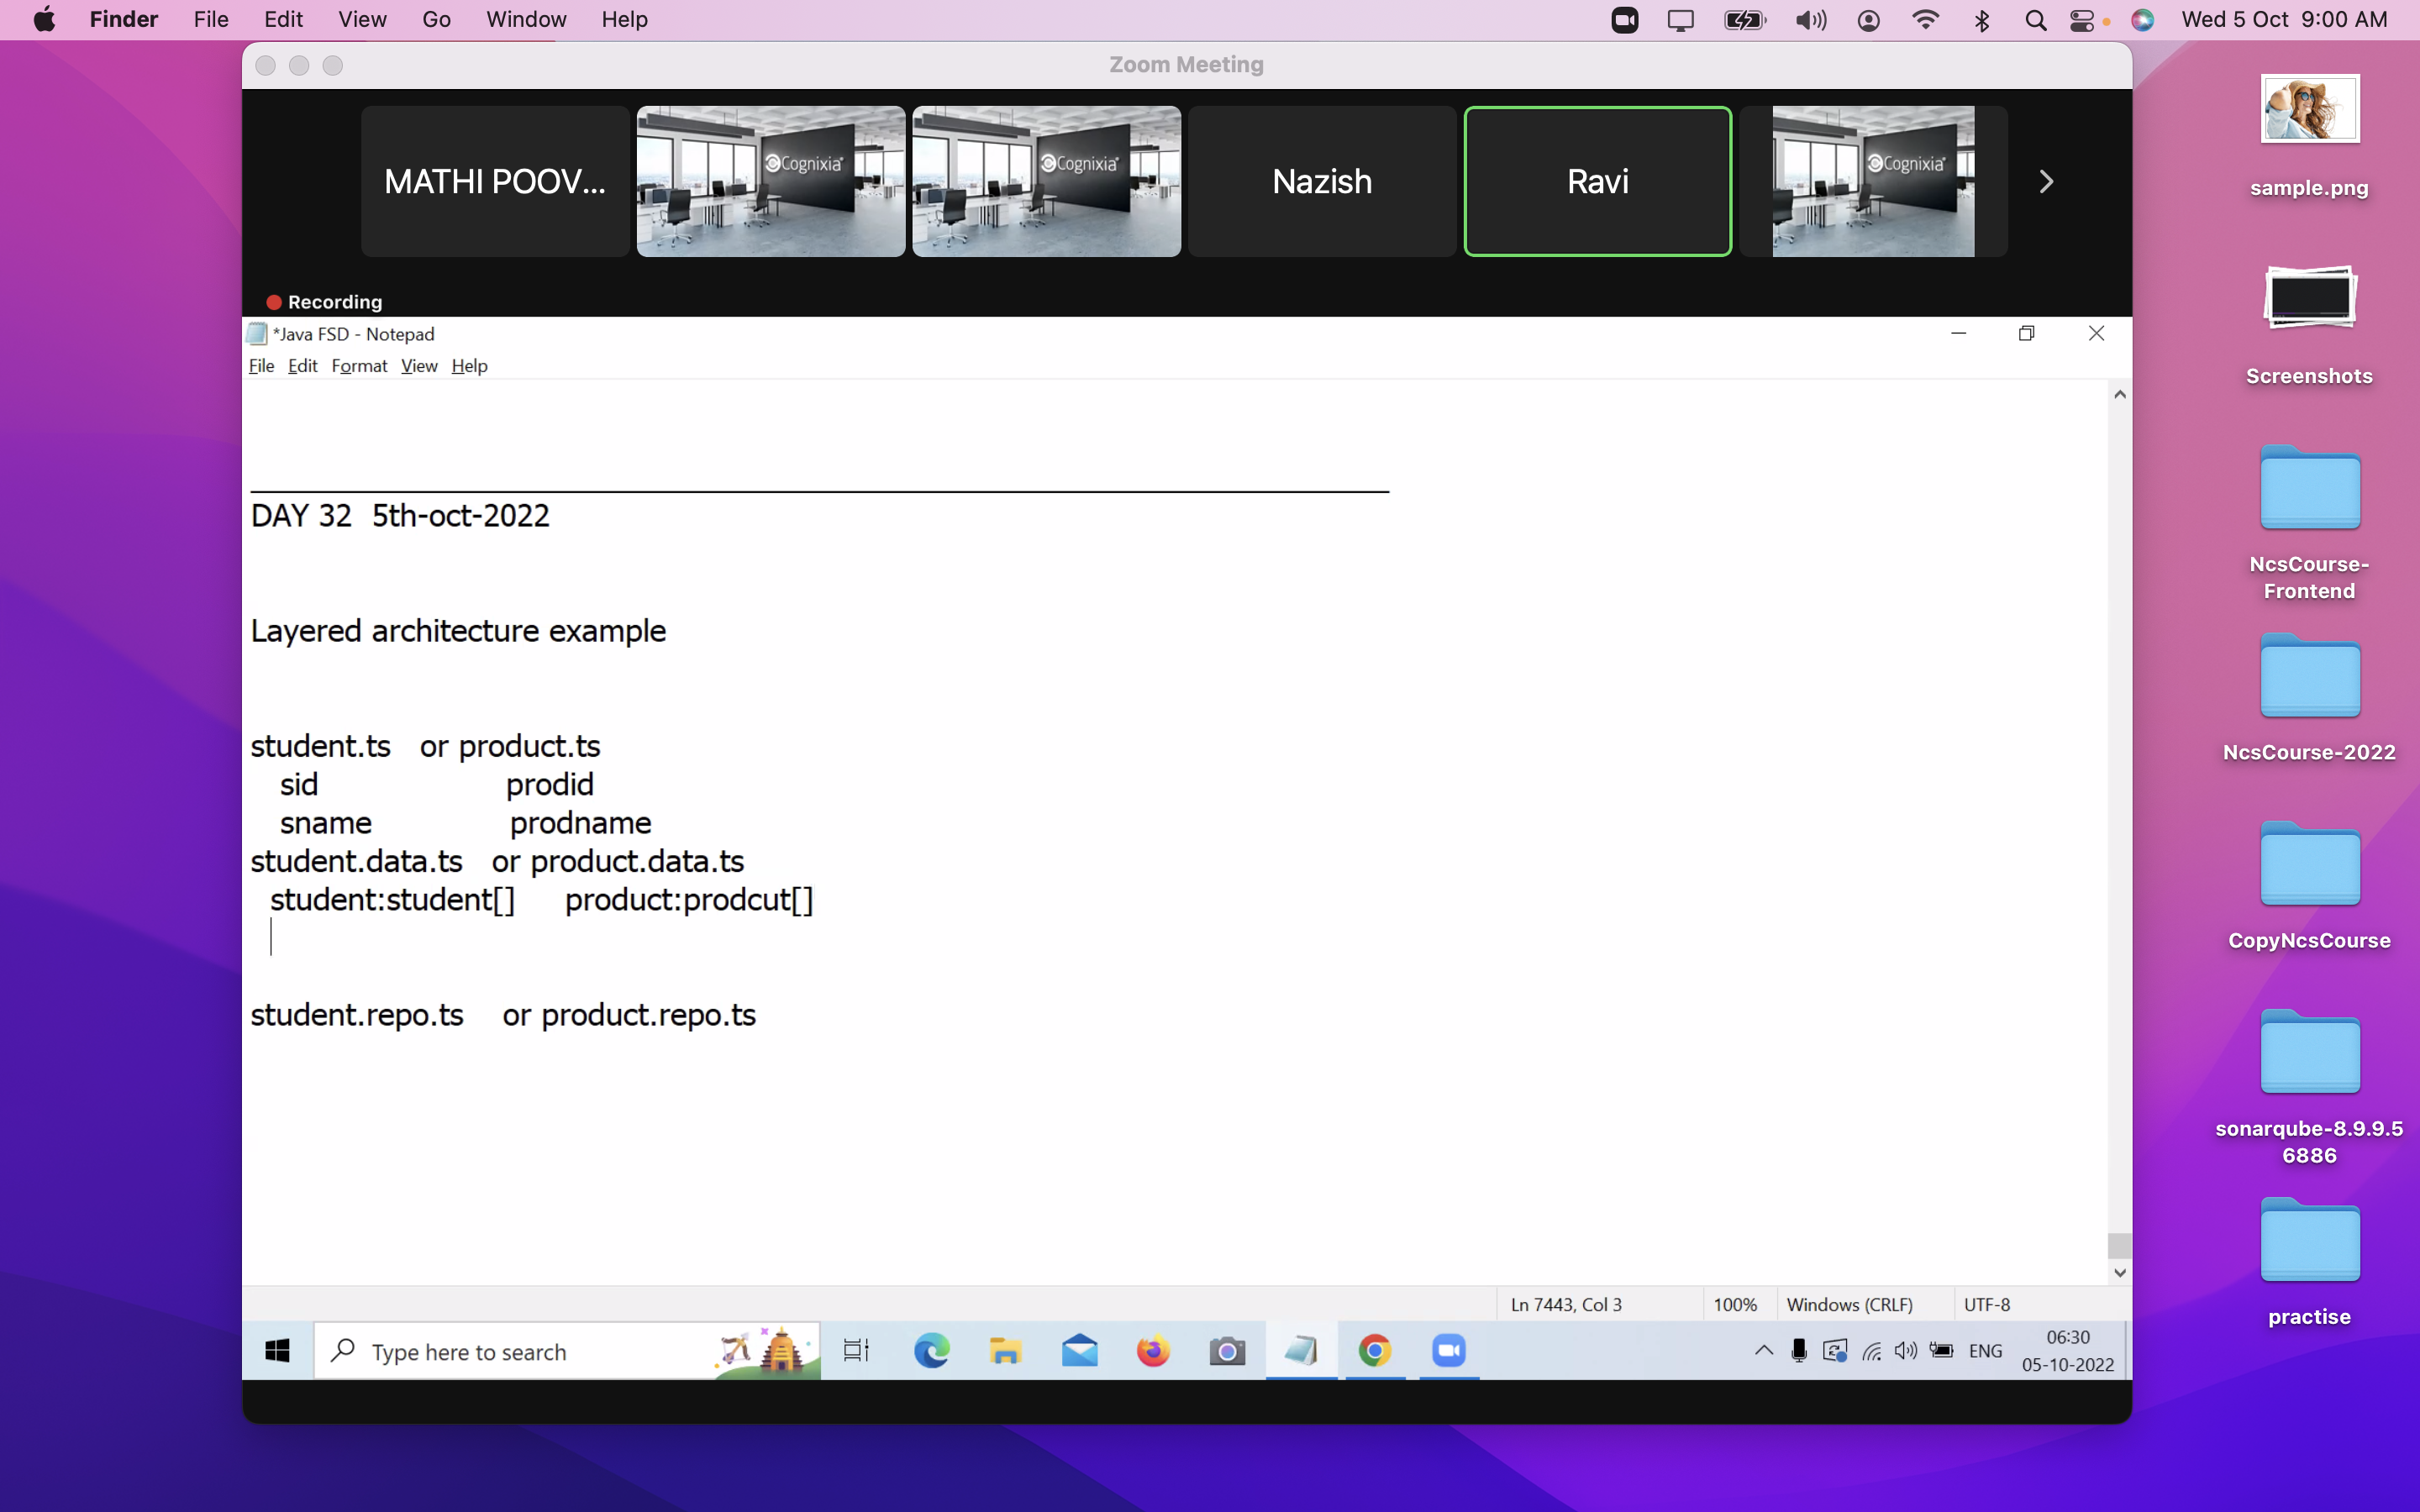 Finder File Edit View Go Window Help Wed 5 Oct 9:00 AM
Zoom Meeting
MATHI POOV... Cognixia Cognixia Nazish Ravi Cognixia
Recording
*Java FSD - Notepad
File Edit Format View Help
DAY 32 5th-oct-2022
Layered architecture example
student.ts or product.ts
sid prodid
sname prodname
student.data.ts or product.data.ts
student:student[] product:prodcut[]
student.repo.ts or product.repo.ts
Ln 7443, Col 3 100% Windows (CRLF) UTF-8
Type here to search ENG 06:30
05-10-2022
sample.png
Screenshots
NcsCourse-
Frontend
NcsCourse-2022
CopyNcsCourse
sonarqube-8.9.9.5
6886
practise